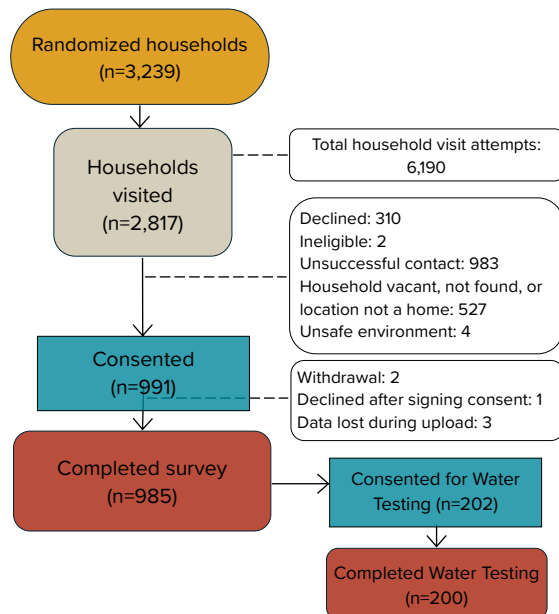 Randomized households
(n=3,239)
Total household visit attempts:
6,190
Households
visited
(n=2,817)
Declined: 310
Ineligible: 2
Unsuccessful contact: 983
Household vacant, not found, or
location not a home: 527
Unsafe environment: 4
Consented
(n=991)
Withdrawal: 2
Declined after signing consent: 1
Data lost during upload: 3
Completed survey
(n=985)
Consented for Water
Testing (n=202)
Completed Water Testing
(n=200)